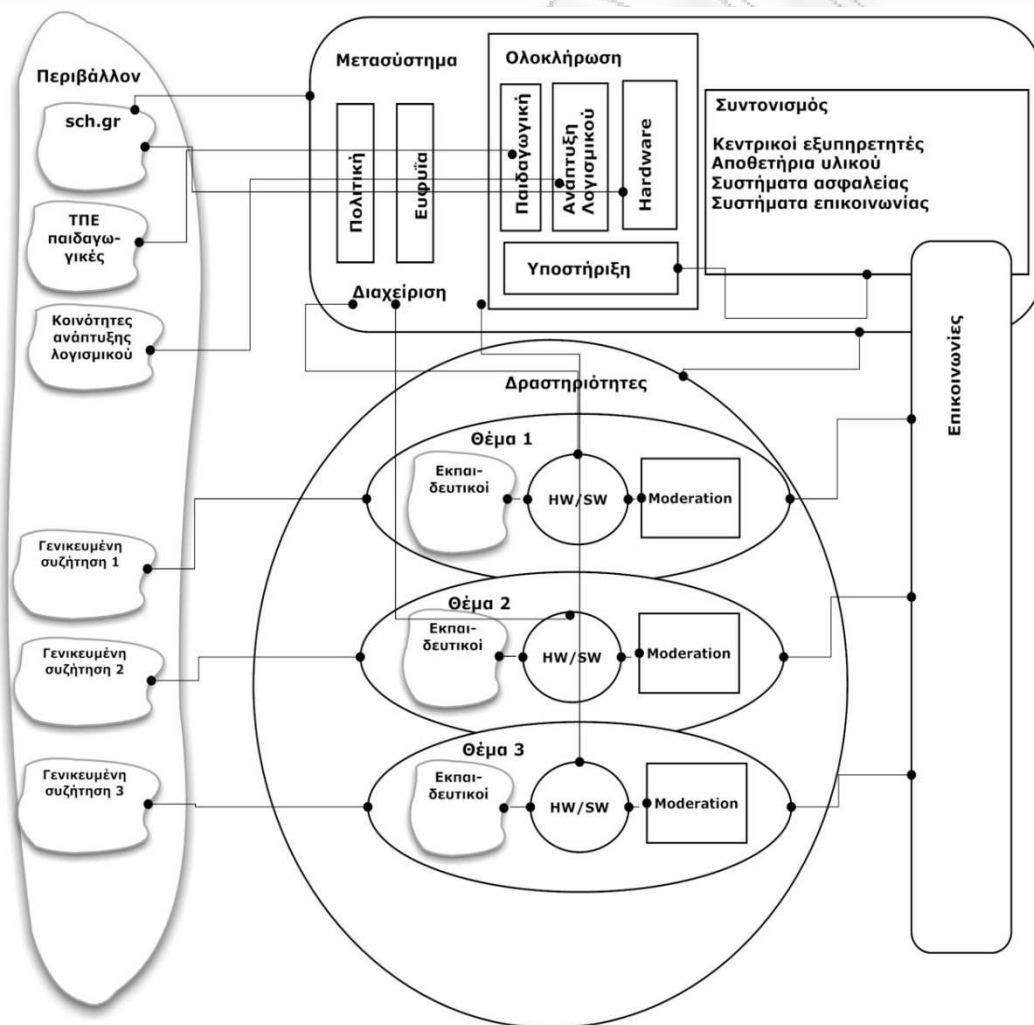 Περιβάλλον
sch.gr
ΤΠΕ
παιδαγω-
γικές
Κοινότητες
ανάπτυξης
λογισμικού
Γενικευμένη
συζήτηση 1
Γενικευμένη
συζήτηση 2
Γενικευμένη
συζήτηση 3
Μετασύστημα
Πολιτική
Ευφυΐα
Διαχείριση
Ολοκλήρωση
Παιδαγωγική
Ανάπτυξη
Λογισμικού
Hardware
Υποστήριξη
Συντονισμός
Κεντρικοί εξυπηρετητές
Αποθετήρια υλικού
Συστήματα ασφαλείας
Συστήματα επικοινωνίας
Επικοινωνίες
Δραστηριότητες
Θέμα 1
Εκπαι-
δευτικοί
HW/SW
Moderation
Θέμα 2
Εκπαι-
δευτικοί
HW/SW
Moderation
Θέμα 3
Εκπαι-
δευτικοί
HW/SW
Moderation